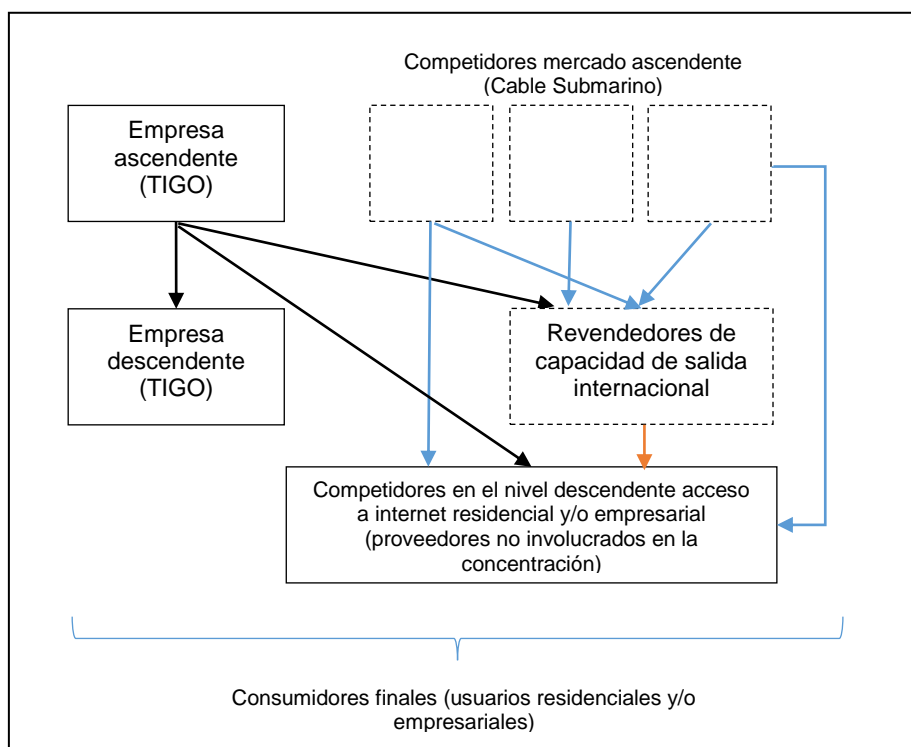 Competidores mercado ascendente
(Cable Submarino)
Empresa
ascendente
(TIGO)
Empresa
descendente
(TIGO)
Revendedores de
capacidad de salida
internacional
Competidores en el nivel descendente acceso
a internet residencial y/o empresarial
(proveedores no involucrados en la
concentración)
Consumidores finales (usuarios residenciales y/o
empresariales)